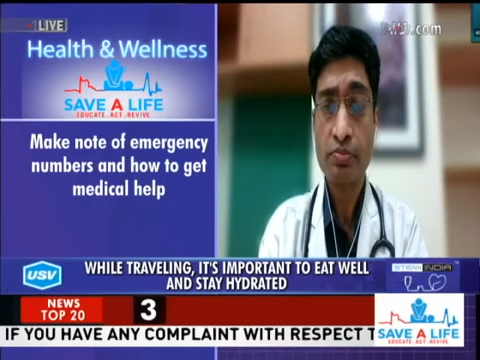 LIVE
Health & Wellness
SAVE A LIFE
EDUCATE.ACT.REVIVE
Make note of emergency
numbers and how to get
medical help
USV
WHILE TRAVELING, IT'S IMPORTANT TO EAT WELL
AND STAY HYDRATED
STEMI INDIA
NEWS
TOP 20
3
IF YOU HAVE ANY COMPLAINT WITH RESPECT T
SAVE A LIFE
EDUCATE.ACT.REVIVE